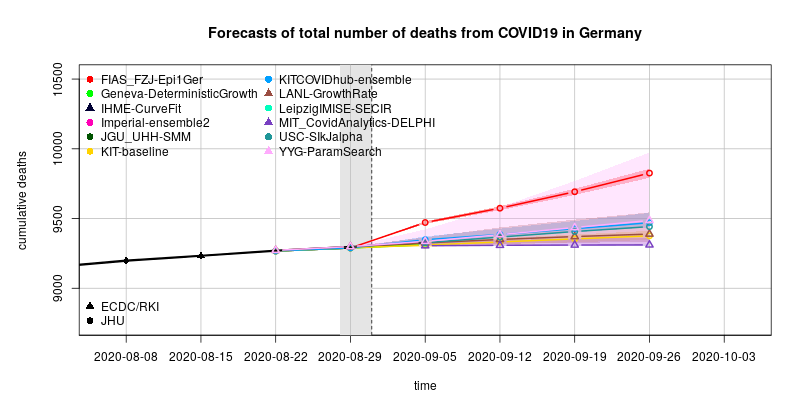 Forecasts of total number of deaths from COVID19 in Germany
cumulative deaths
10500
10000
9500
9000
FIAS_FZJ-Epi1Ger
Geneva-DeterministicGrowth
IHME-CurveFit
Imperial-ensemble2
JGU_UHH-SMM
KIT-baseline
KITCOVIDhub-ensemble
LANL-GrowthRate
LeipzigIMISE-SECIR
MIT_CovidAnalytics-DELPHI
USC-SIkJalpha
YYG-ParamSearch
ECDC/RKI
JHU
2020-08-08 2020-08-15 2020-08-22 2020-08-29 2020-09-05 2020-09-12 2020-09-19 2020-09-26 2020-10-03
time